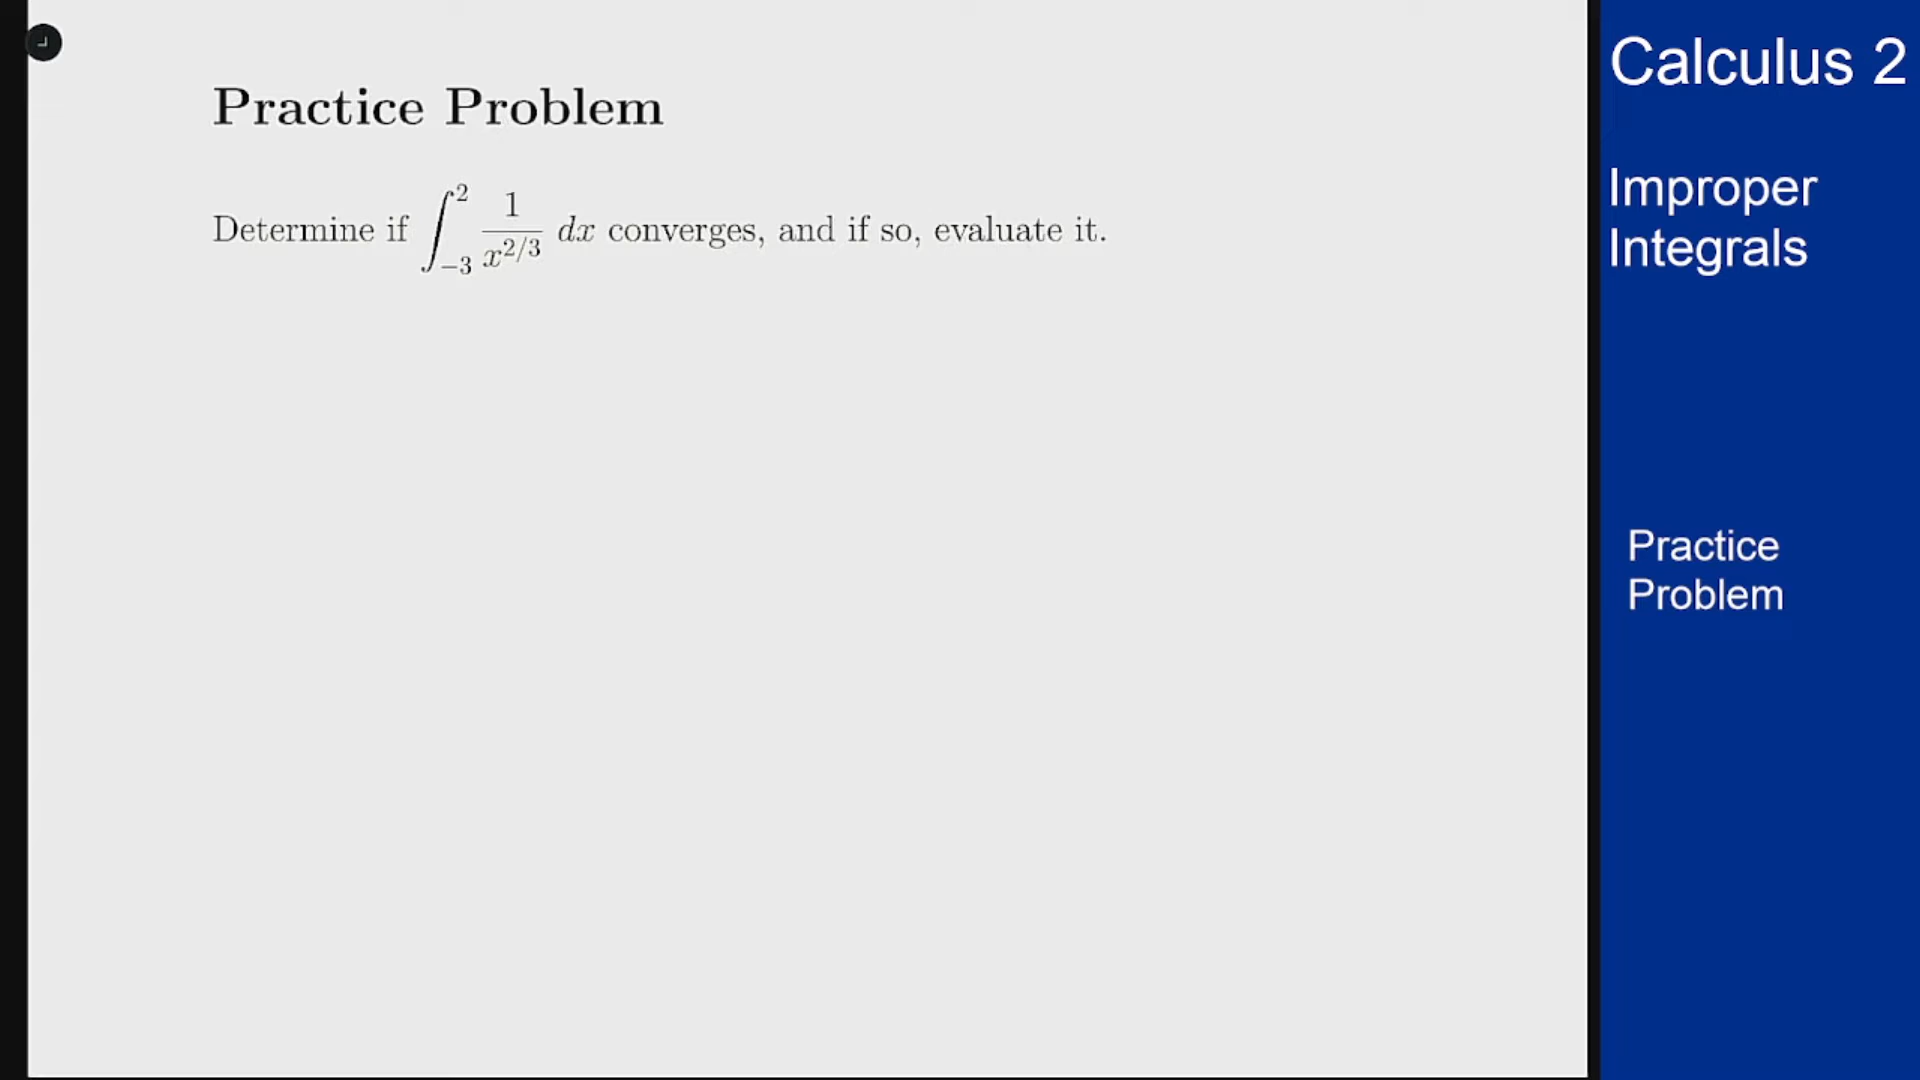 Practice Problem
Determine if ∫_{-3}^{2} 1/x^{2/3} dx converges, and if so, evaluate it.
Calculus 2
Improper
Integrals
Practice
Problem